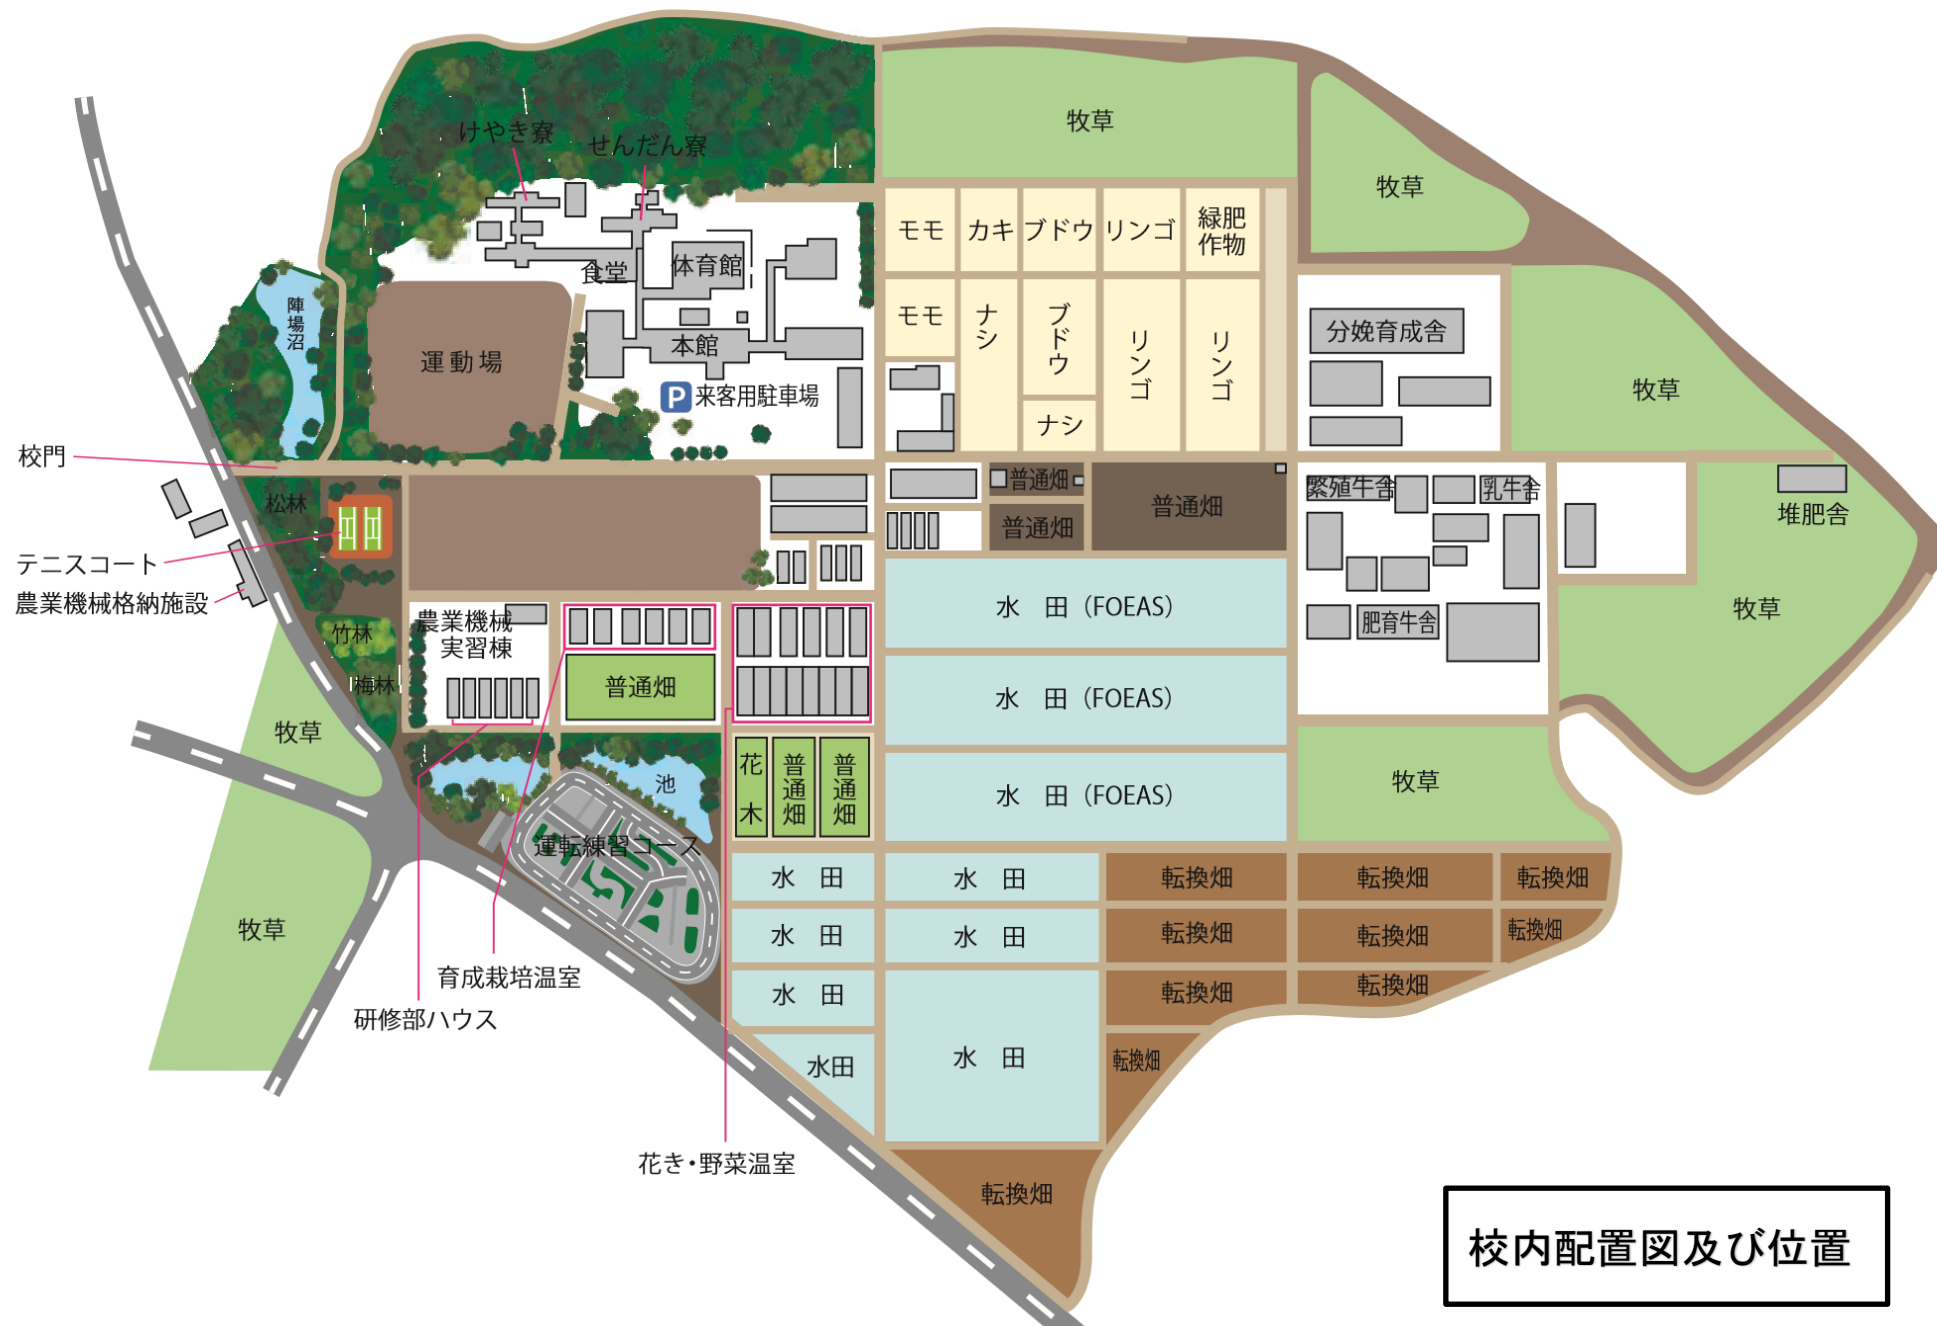 牧草
けやき寮
せんだん寮
牧草
モモ
カキ
ブドウ
リンゴ
緑肥
作物
食堂
体育館
陣場沼
モモ
ナシ
ブドウ
リンゴ
リンゴ
分娩育成舎
運動場
本館
牧草
P
来客用駐車場
ナシ
校門
松林
普通畑
普通畑
普通畑
繁殖牛舎
乳牛舎
堆肥舎
テニスコート
農業機械格納施設
水 田 (FOEAS)
牧草
竹林
農業機械
実習棟
肥育牛舎
梅林
普通畑
水 田 (FOEAS)
牧草
花木
普通畑
普通畑
池
水 田 (FOEAS)
牧草
運転練習コース
水 田
水 田
転換畑
転換畑
転換畑
牧草
水 田
水 田
転換畑
転換畑
転換畑
育成栽培温室
水 田
転換畑
転換畑
研修部ハウス
水田
水 田
転換畑
花き・野菜温室
転換畑
校内配置図及び位置